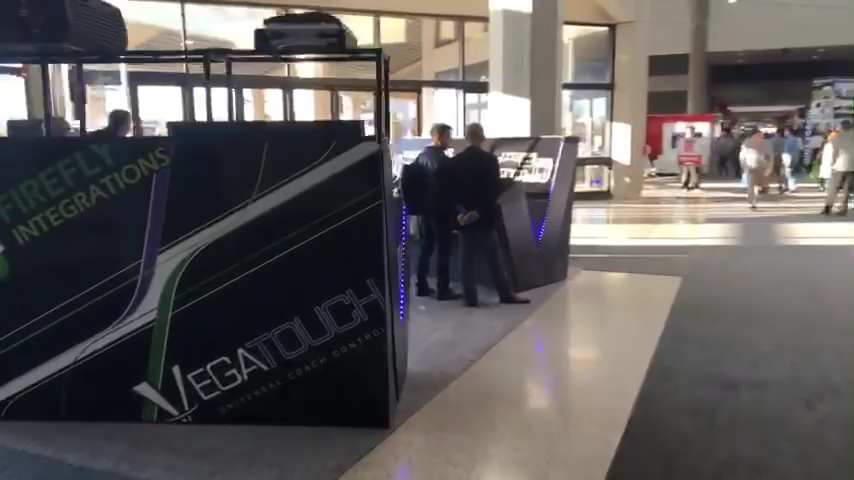 FIREFLY
INTEGRATIONS
VEGATOUCH
UNIVERSAL COACH CONTROL